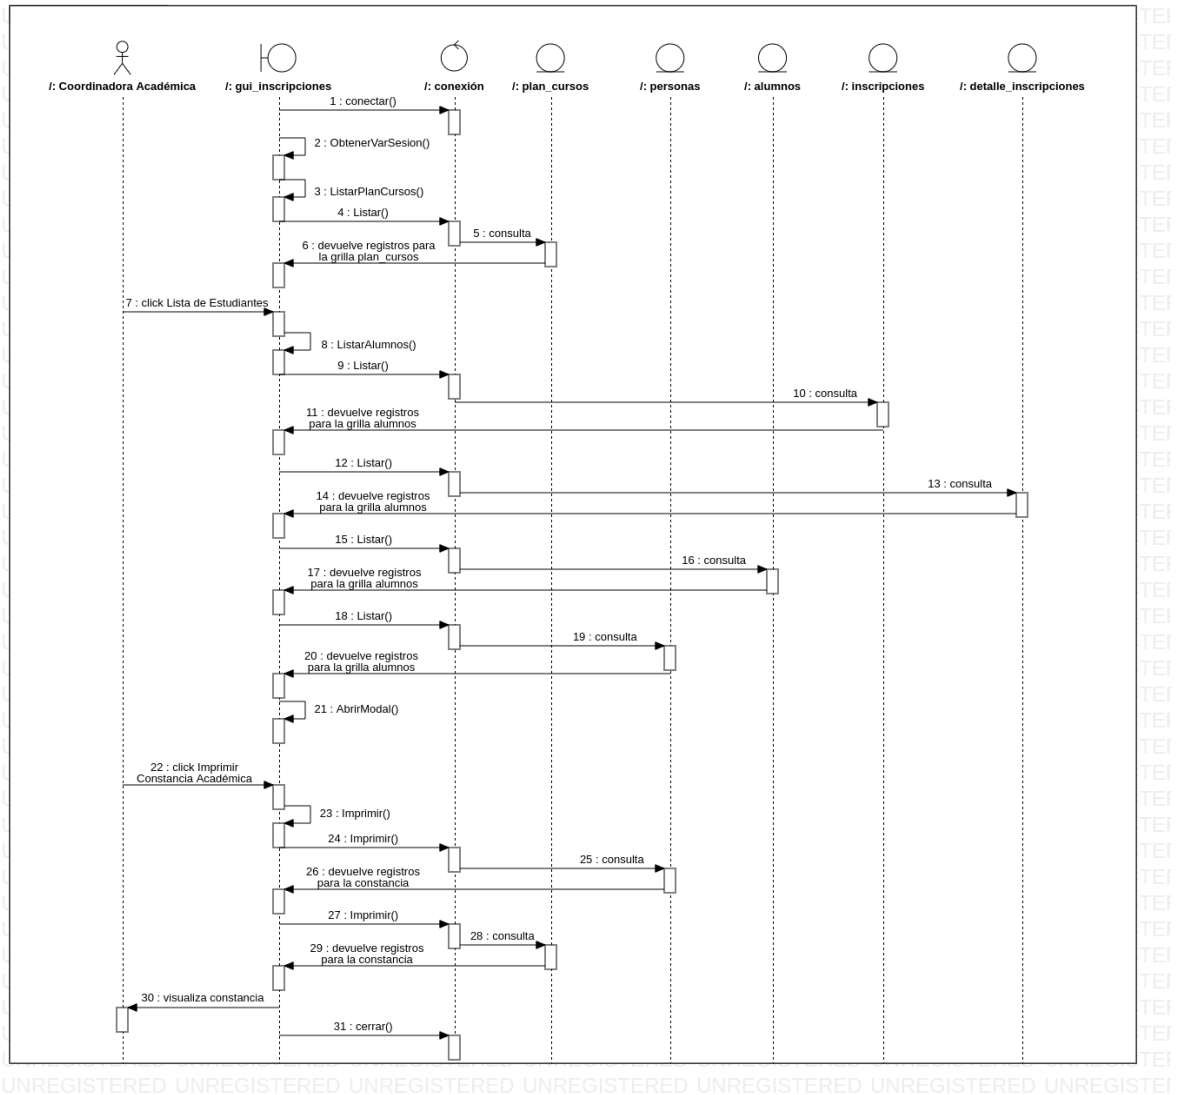 /: Coordinadora Académica
/: gui_inscripciones
/: conexión
/: plan_cursos
/: personas
/: alumnos
/: inscripciones
/: detalle_inscripciones
1 : conectar()
2 : ObtenerVarSesion()
3 : ListarPlanCursos()
4 : Listar()
5 : consulta
6 : devuelve registros para
la grilla plan_cursos
7 : click Lista de Estudiantes
8 : ListarAlumnos()
9 : Listar()
10 : consulta
11 : devuelve registros
para la grilla alumnos
12 : Listar()
13 : consulta
14 : devuelve registros
para la grilla alumnos
15 : Listar()
16 : consulta
17 : devuelve registros
para la grilla alumnos
18 : Listar()
19 : consulta
20 : devuelve registros
para la grilla alumnos
21 : AbrirModal()
22 : click Imprimir
Constancia Académica
23 : Imprimir()
24 : Imprimir()
25 : consulta
26 : devuelve registros
para la constancia
27 : Imprimir()
28 : consulta
29 : devuelve registros
para la constancia
30 : visualiza constancia
31 : cerrar()
UNREGISTERED UNREGISTERED UNREGISTERED UNREGISTERED UNREGISTERED UNREGISTERED UNREGISTE